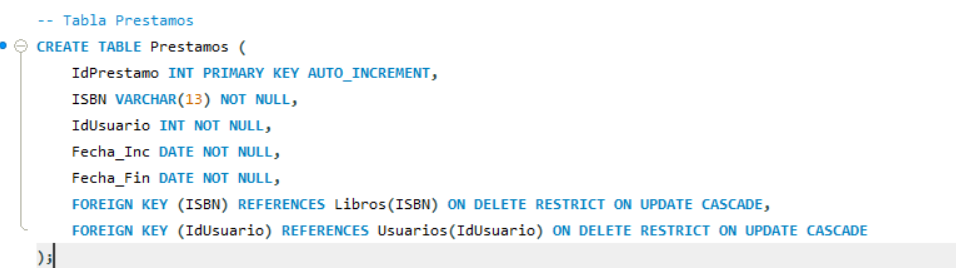 -- Tabla Prestamos
CREATE TABLE Prestamos (
IdPrestamo INT PRIMARY KEY AUTO_INCREMENT,
ISBN VARCHAR(13) NOT NULL,
IdUsuario INT NOT NULL,
Fecha_Inc DATE NOT NULL,
Fecha_Fin DATE NOT NULL,
FOREIGN KEY (ISBN) REFERENCES Libros(ISBN) ON DELETE RESTRICT ON UPDATE CASCADE,
FOREIGN KEY (IdUsuario) REFERENCES Usuarios(IdUsuario) ON DELETE RESTRICT ON UPDATE CASCADE
);